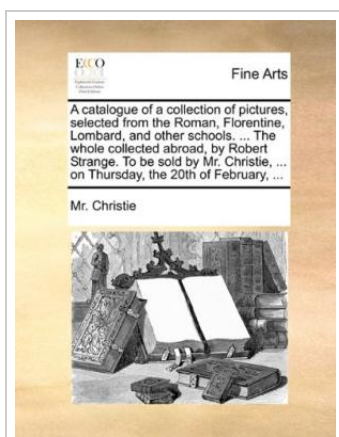 ECCO
Fine Arts
A catalogue of a collection of pictures,
selected from the Roman, Florentine,
Lombard, and other schools. ... The
whole collected abroad, by Robert
Strange. To be sold by Mr. Christie, ...
on Thursday, the 20th of February, ...
Mr. Christie